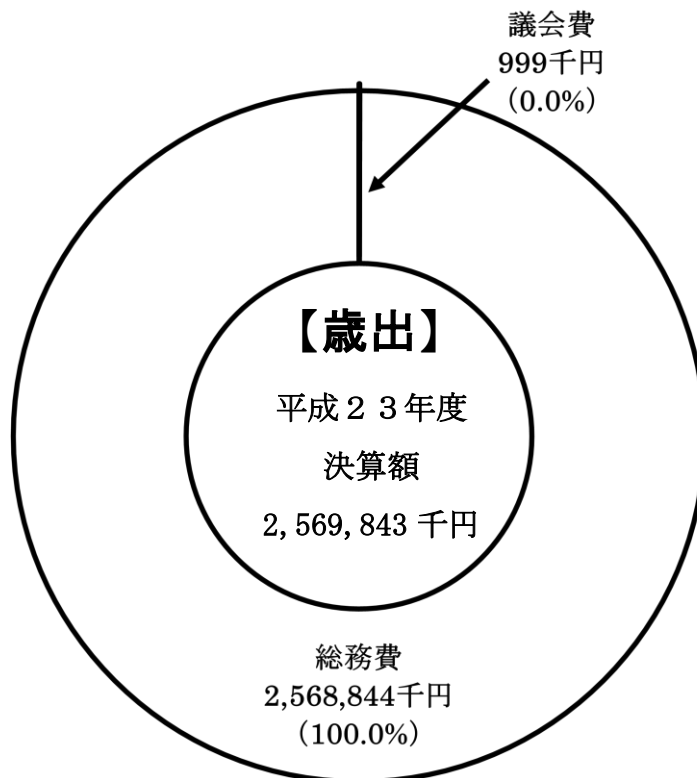 議会費
999千円
(0.0%)
【歳出】
平成２３年度
決算額
2,569,843 千円
総務費
2,568,844千円
(100.0%)